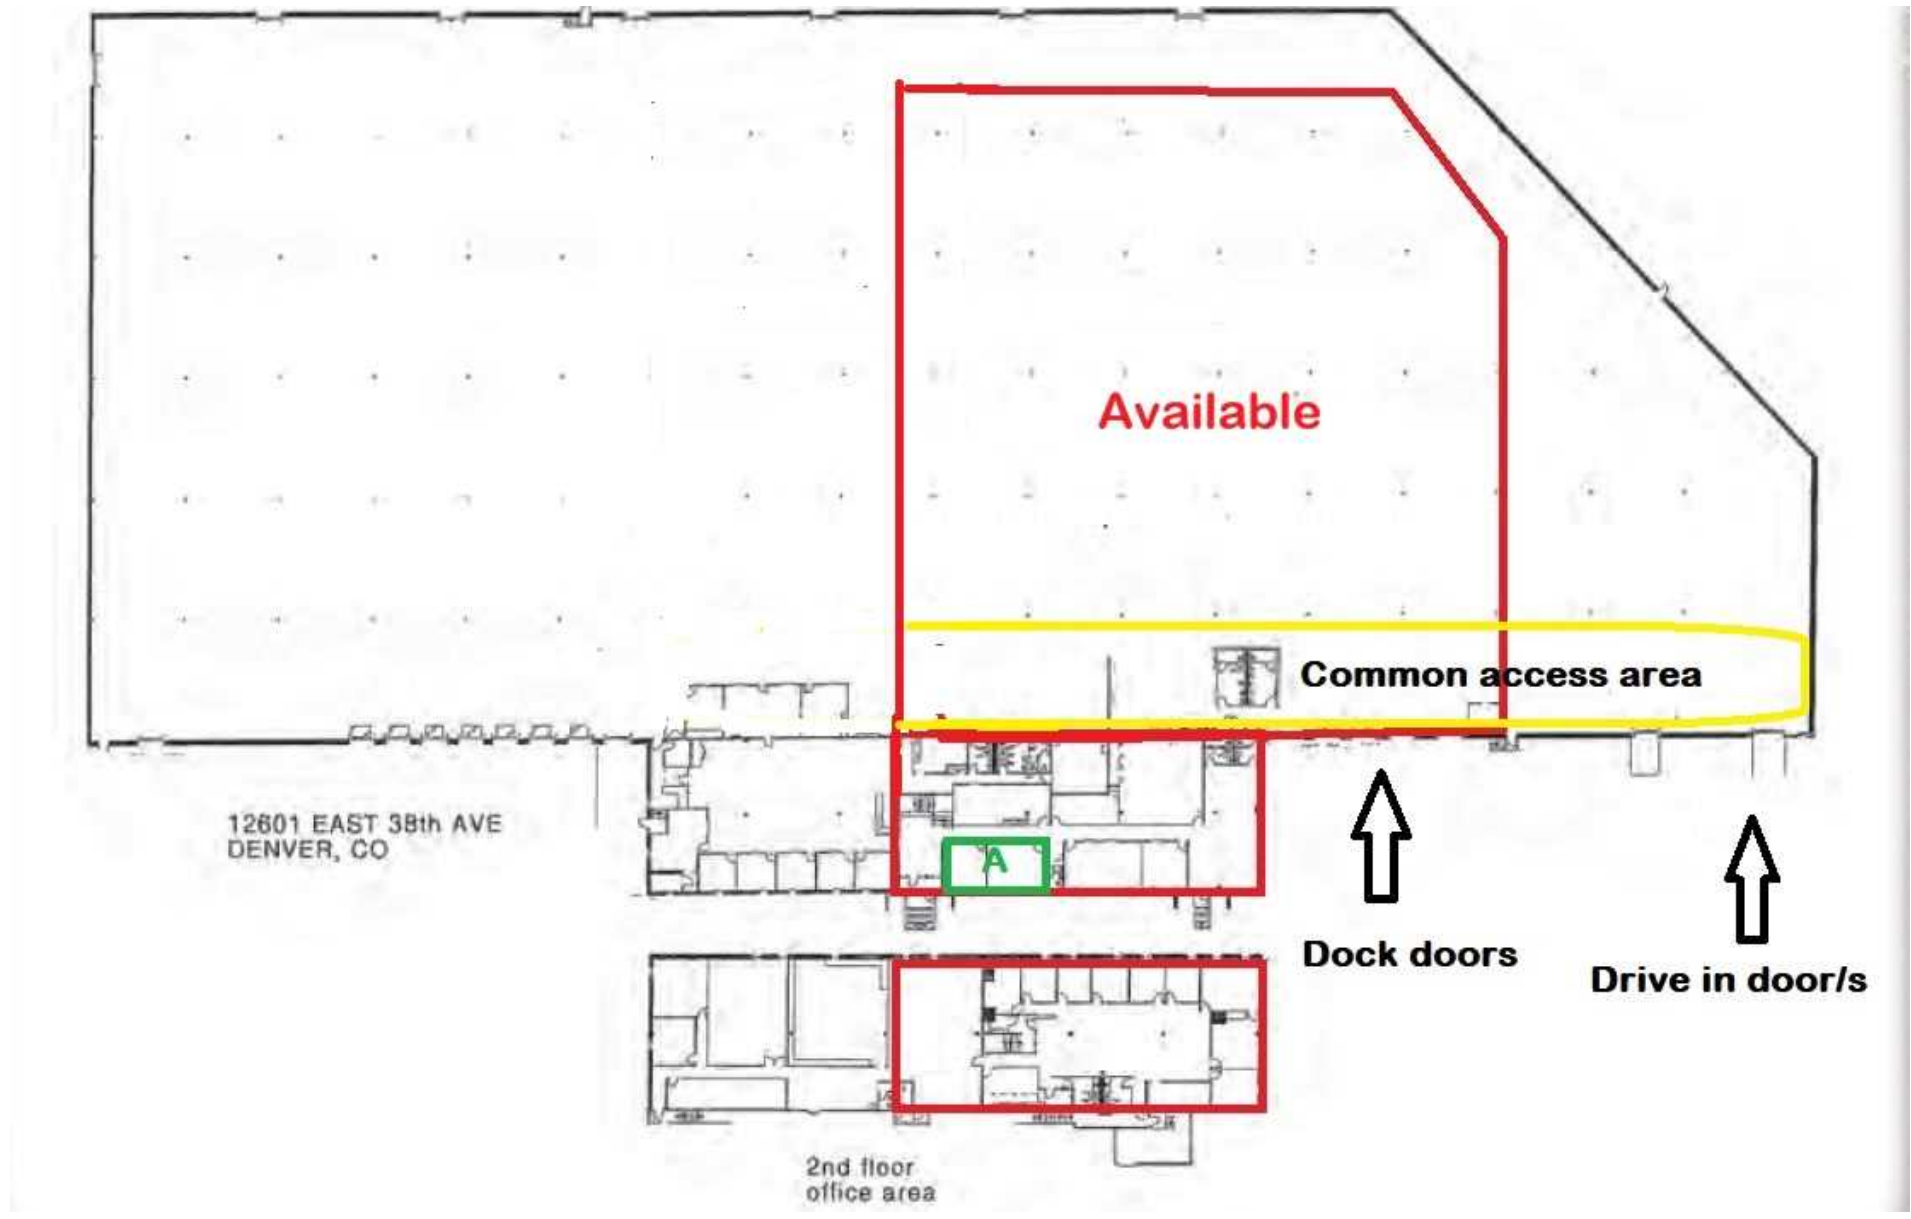 Available
Common access area
12601 EAST 38th AVE
DENVER, CO
A
Dock doors
Drive in door/s
2nd floor
office area